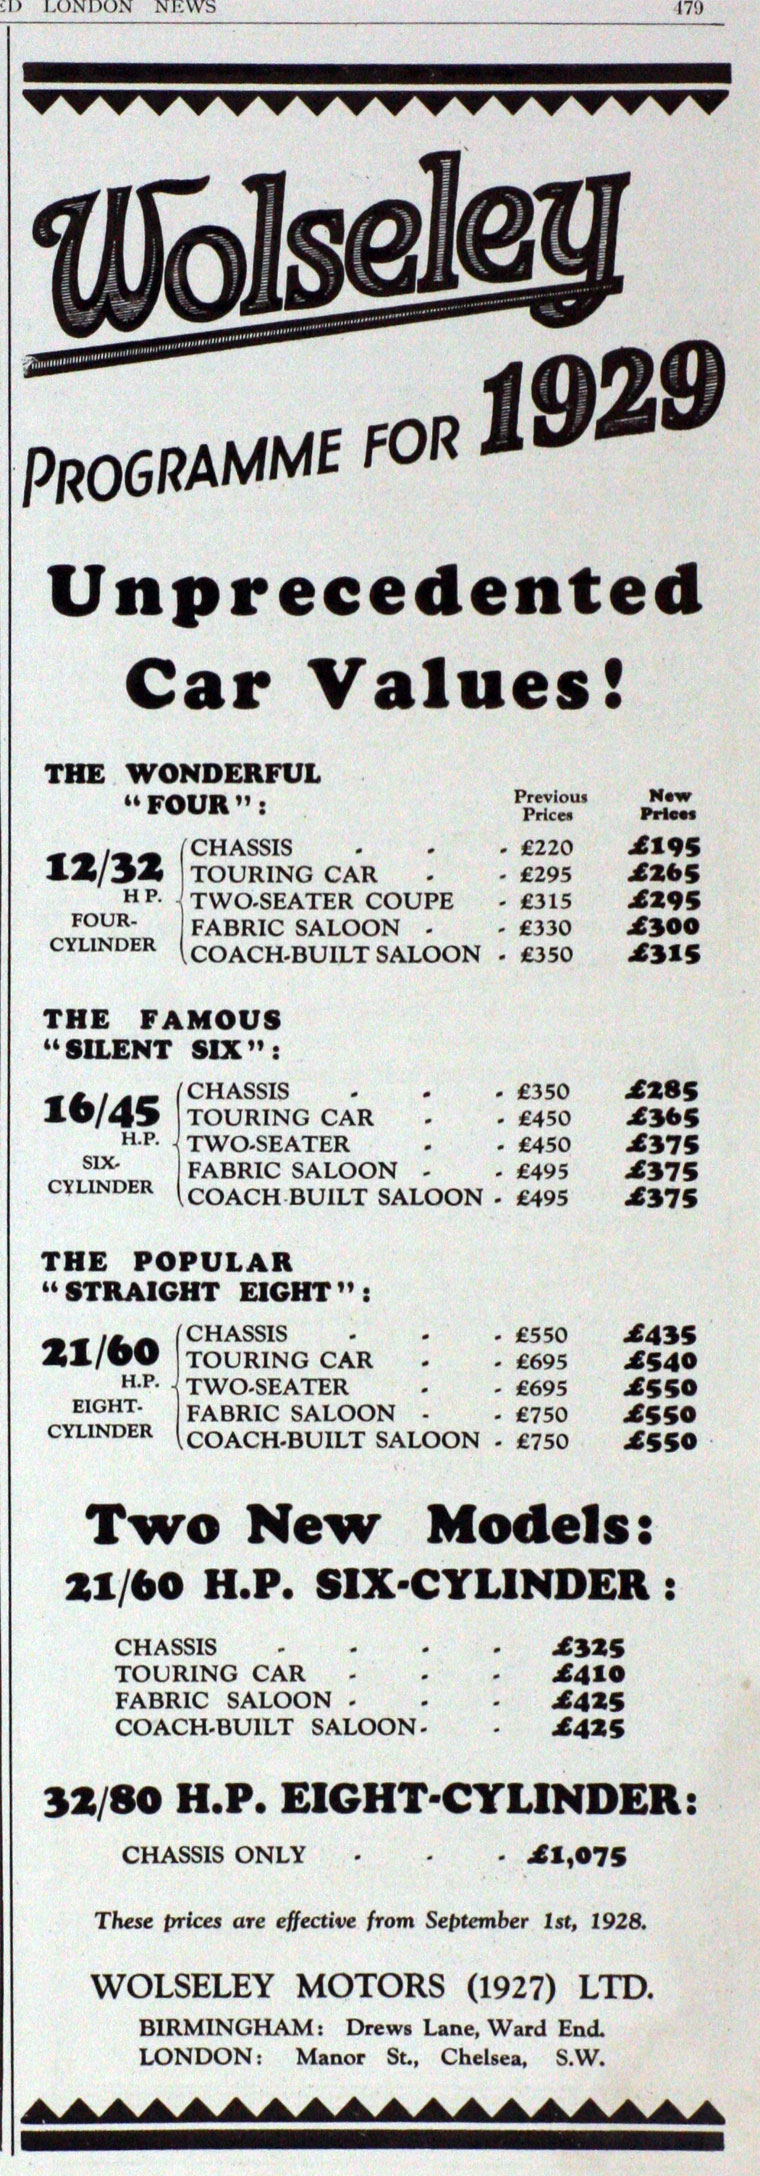 ED LONDON NEWS 479
Wolseley
PROGRAMME FOR 1929
Unprecedented
Car Values!
THE WONDERFUL
"FOUR":
Previous Prices New Prices
12/32 H P. FOUR-CYLINDER
CHASSIS - - - £220 £195
TOURING CAR - - £295 £265
TWO-SEATER COUPE - £315 £295
FABRIC SALOON - - £330 £300
COACH-BUILT SALOON - £350 £315
THE FAMOUS
"SILENT SIX":
16/45 H.P. SIX-CYLINDER
CHASSIS - - - £350 £285
TOURING CAR - - £450 £365
TWO-SEATER - - £450 £375
FABRIC SALOON - - £495 £375
COACH-BUILT SALOON - £495 £375
THE POPULAR
"STRAIGHT EIGHT":
21/60 H.P. EIGHT-CYLINDER
CHASSIS - - - £550 £435
TOURING CAR - - £695 £540
TWO-SEATER - - £695 £550
FABRIC SALOON - - £750 £550
COACH-BUILT SALOON - £750 £550
Two New Models:
21/60 H.P. SIX-CYLINDER :
CHASSIS - - - - £325
TOURING CAR - - - £410
FABRIC SALOON - - - £425
COACH-BUILT SALOON- - £425
32/80 H.P. EIGHT-CYLINDER:
CHASSIS ONLY - - - £1,075
These prices are effective from September 1st, 1928.
WOLSELEY MOTORS (1927) LTD.
BIRMINGHAM: Drews Lane, Ward End.
LONDON: Manor St., Chelsea, S.W.